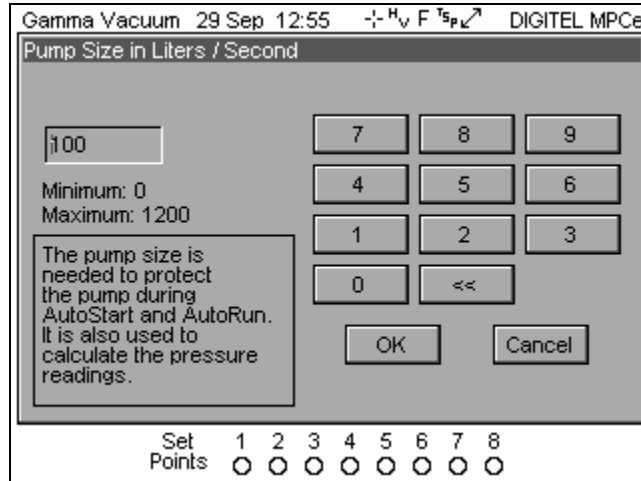 Gamma Vacuum 29 Sep 12:55 HV F TSP DIGITEL MPCe
Pump Size in Liters / Second
100
7 8 9
Minimum: 0
4 5 6
Maximum: 1200
1 2 3
The pump size is
needed to protect
the pump during
AutoStart and AutoRun.
It is also used to
calculate the pressure
readings.
0 <<
OK Cancel
Set Points 1 2 3 4 5 6 7 8